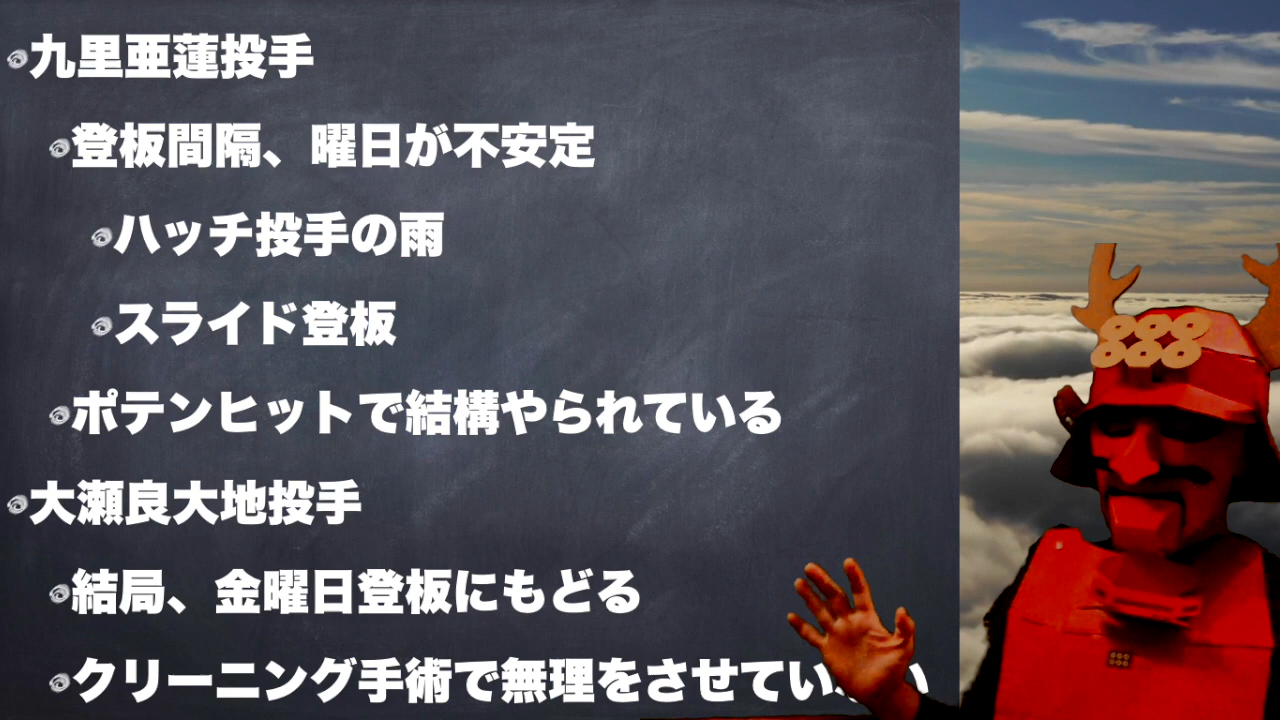 九里亜蓮投手
登板間隔、曜日が不安定
ハッチ投手の雨
スライド登板
ポテンヒットで結構やられている
大瀬良大地投手
結局、金曜日登板にもどる
クリーニング手術で無理をさせてい